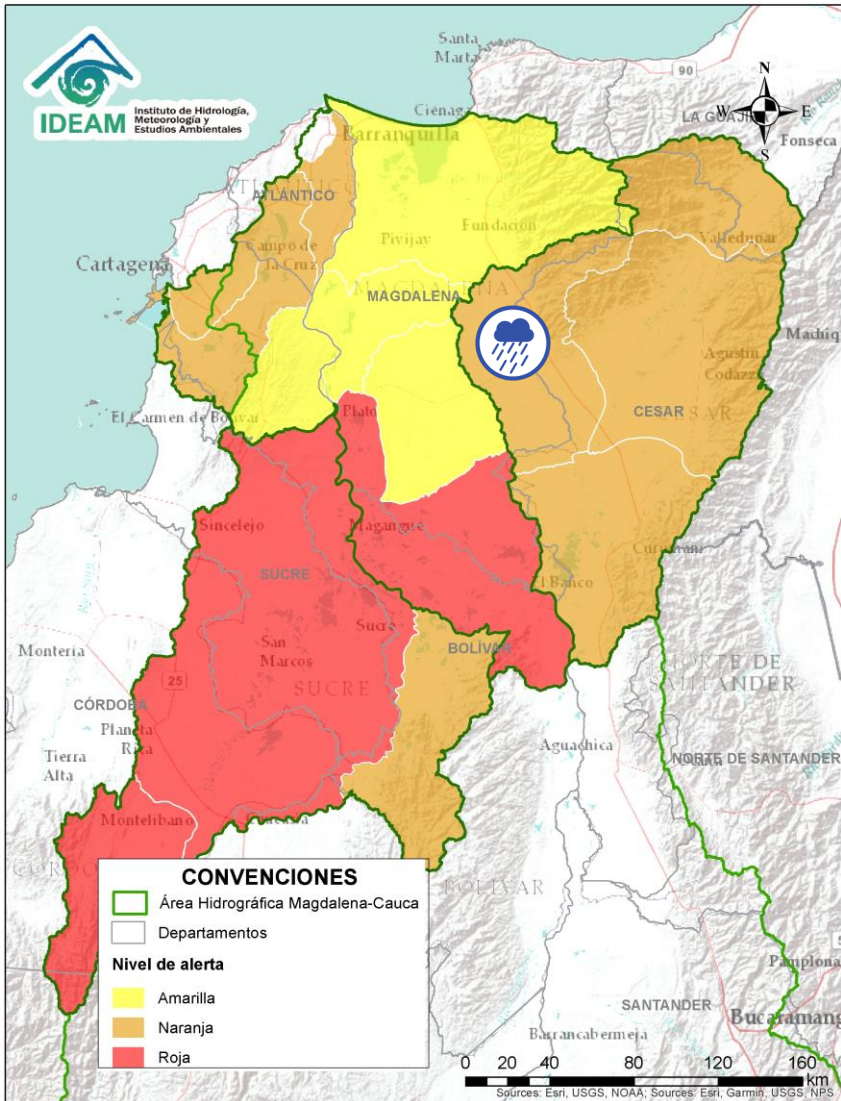 IDEAM
Instituto de Hidrología,
Meteorología y
Estudios Ambientales
Santa
Marta
90
N
W
E
S
LA GUAJI
Ciénaga
Fonseca
Barranquilla
ATLÁNTICO
Fundación
Valledupar
Campo de
la Cruz
Pivijay
Cartagena
MAGDALENA
Machiq
Agustín
Codazzi
El Carmen de Bolívar
Plato
CESAR
Sincelejo
Magangué
Curumaní
SUCRE
El Banco
Sucre
Montería
San
Marcos
BOLÍVAR
NORTE DE
SANTANDER
25
SUCRE
CÓRDOBA
Planeta
Rica
Aguachica
Tierra
Alta
NORTE DE SANTANDER
Montelíbano
BOLÍVAR
CONVENCIONES
Área Hidrográfica Magdalena-Cauca
Departamentos
Nivel de alerta
Amarilla
Naranja
Roja
Pamplona
SANTANDER
Bucaramang
Barrancabermeja
0 20 40 80 120 160
km
Sources: Esri, USGS, NOAA; Sources: Esri, Garmin, USGS, NPS